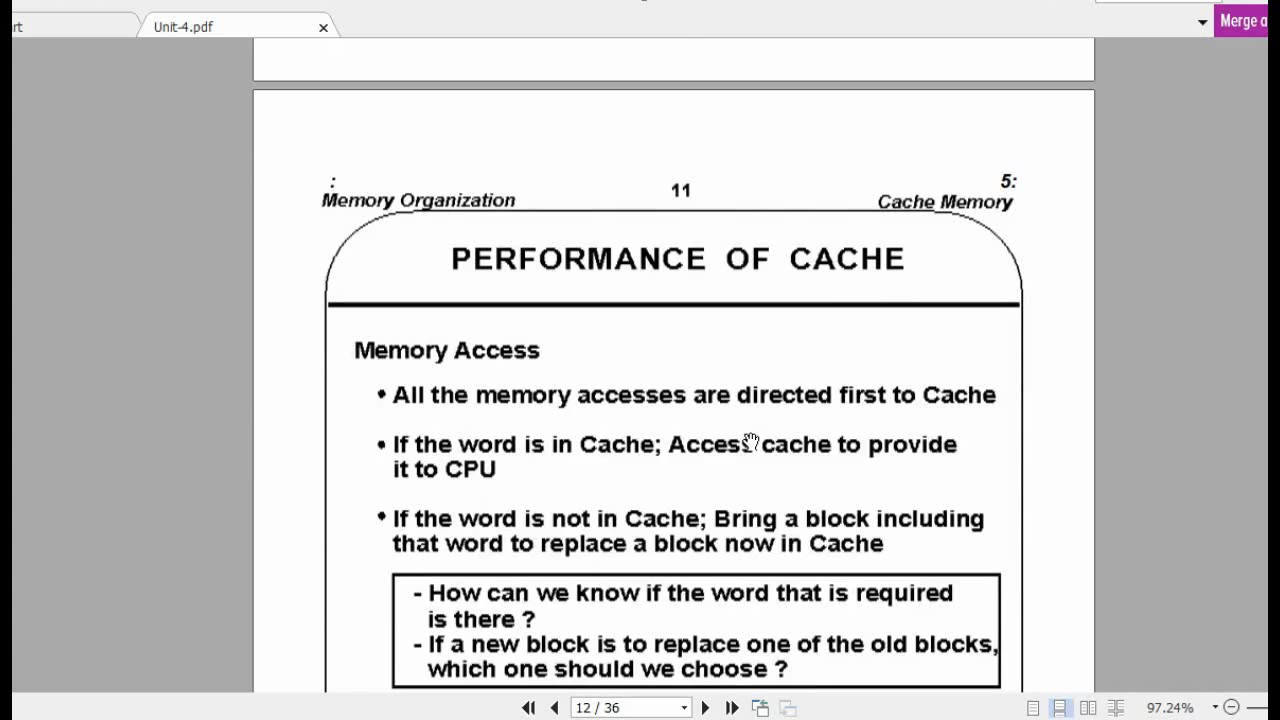 rt
Unit-4.pdf
Merge a
:
Memory Organization
11
5:
Cache Memory
PERFORMANCE OF CACHE
Memory Access
• All the memory accesses are directed first to Cache
• If the word is in Cache; Access cache to provide
it to CPU
• If the word is not in Cache; Bring a block including
that word to replace a block now in Cache
- How can we know if the word that is required
is there ?
- If a new block is to replace one of the old blocks,
which one should we choose ?
12 / 36
97.24%